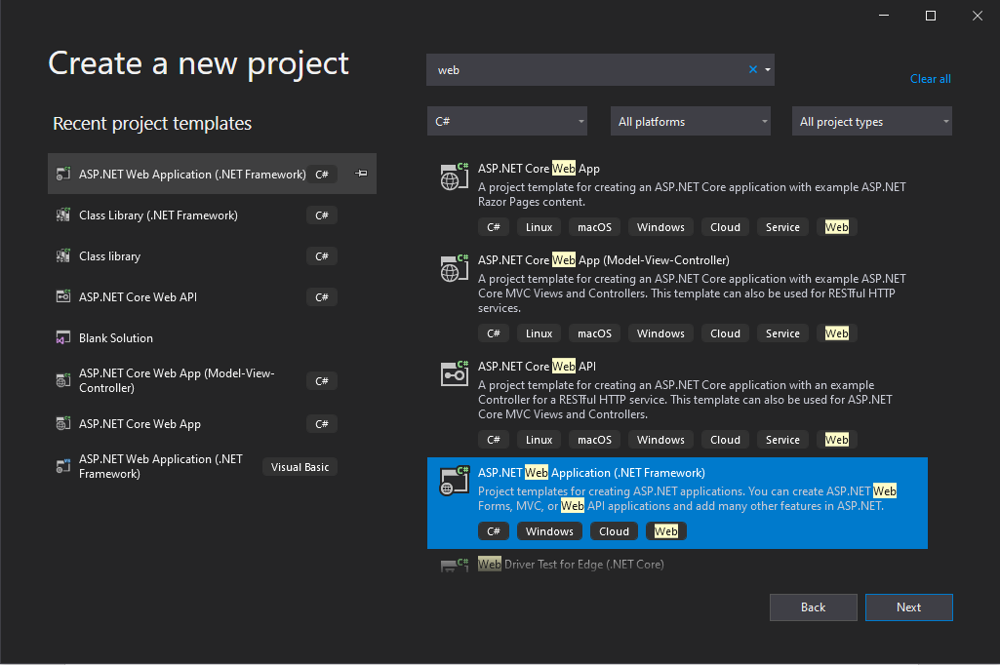 Create a new project
Recent project templates
ASP.NET Web Application (.NET Framework) C#
Class Library (.NET Framework) C#
Class library C#
ASP.NET Core Web API C#
Blank Solution
ASP.NET Core Web App (Model-View-
Controller) C#
ASP.NET Core Web App C#
ASP.NET Web Application (.NET
Framework) Visual Basic
web
Clear all
C# All platforms All project types
ASP.NET Core Web App
A project template for creating an ASP.NET Core application with example ASP.NET
Razor Pages content.
C# Linux macOS Windows Cloud Service Web
ASP.NET Core Web App (Model-View-Controller)
A project template for creating an ASP.NET Core application with example ASP.NET
Core MVC Views and Controllers. This template can also be used for RESTful HTTP
services.
C# Linux macOS Windows Cloud Service Web
ASP.NET Core Web API
A project template for creating an ASP.NET Core application with an example
Controller for a RESTful HTTP service. This template can also be used for ASP.NET
Core MVC Views and Controllers.
C# Linux macOS Windows Cloud Service Web
ASP.NET Web Application (.NET Framework)
Project templates for creating ASP.NET applications. You can create ASP.NET Web
Forms, MVC, or Web API applications and add many other features in ASP.NET.
C# Windows Cloud Web
Web Driver Test for Edge (.NET Core)
Back Next